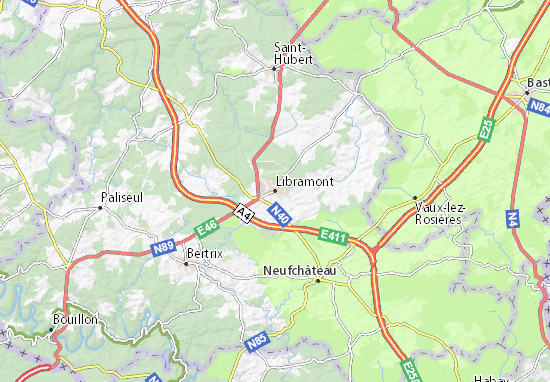 Saint-
Hubert
Bast
N84
E25
Libramont
Paliseul
A4
N40
Vaux-lez-
Rosières
N4
E46
E411
N89
Bertrix
Neufchâteau
Bouillon
N85
E25
Habay